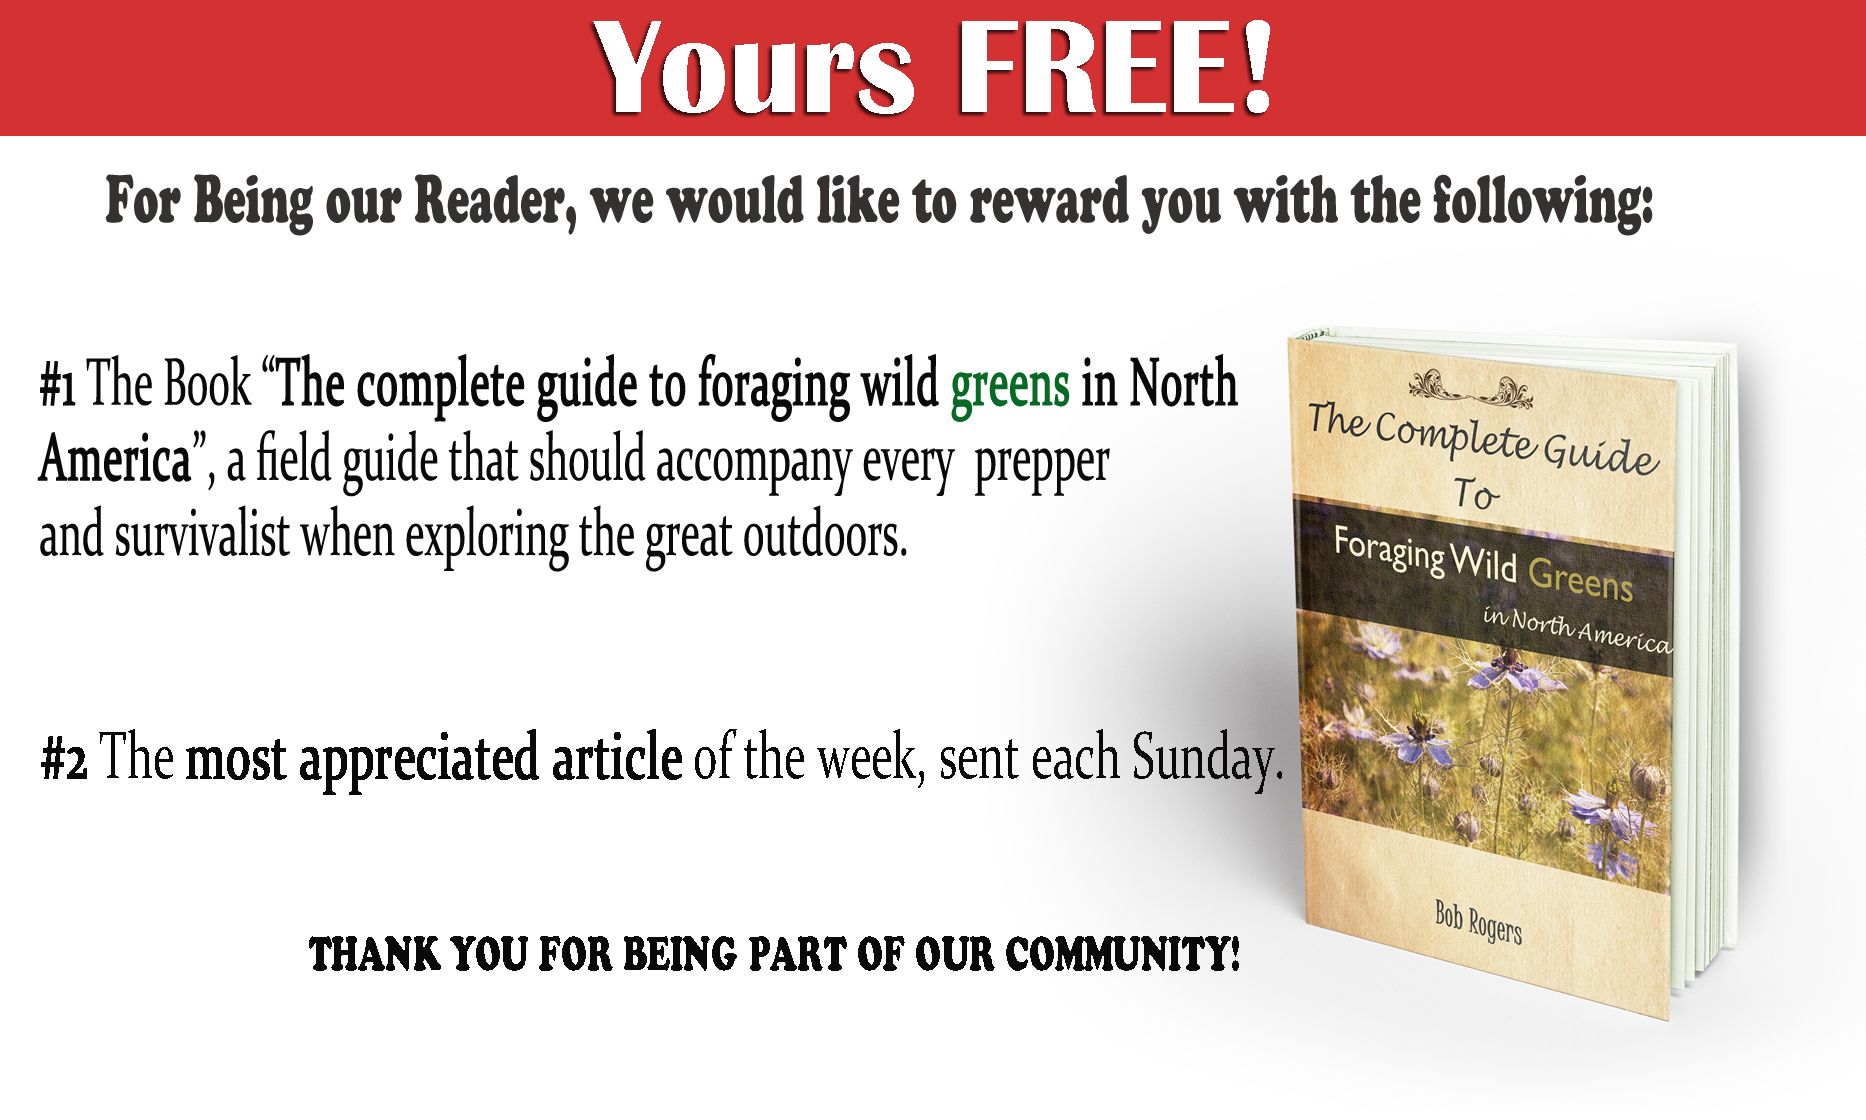 Yours FREE!
For Being our Reader, we would like to reward you with the following:
#1 The Book “The complete guide to foraging wild greens in North
America”, a field guide that should accompany every prepper
and survivalist when exploring the great outdoors.
#2 The most appreciated article of the week, sent each Sunday.
THANK YOU FOR BEING PART OF OUR COMMUNITY!
The Complete Guide
To
Foraging Wild Greens
in North America
Bob Rogers